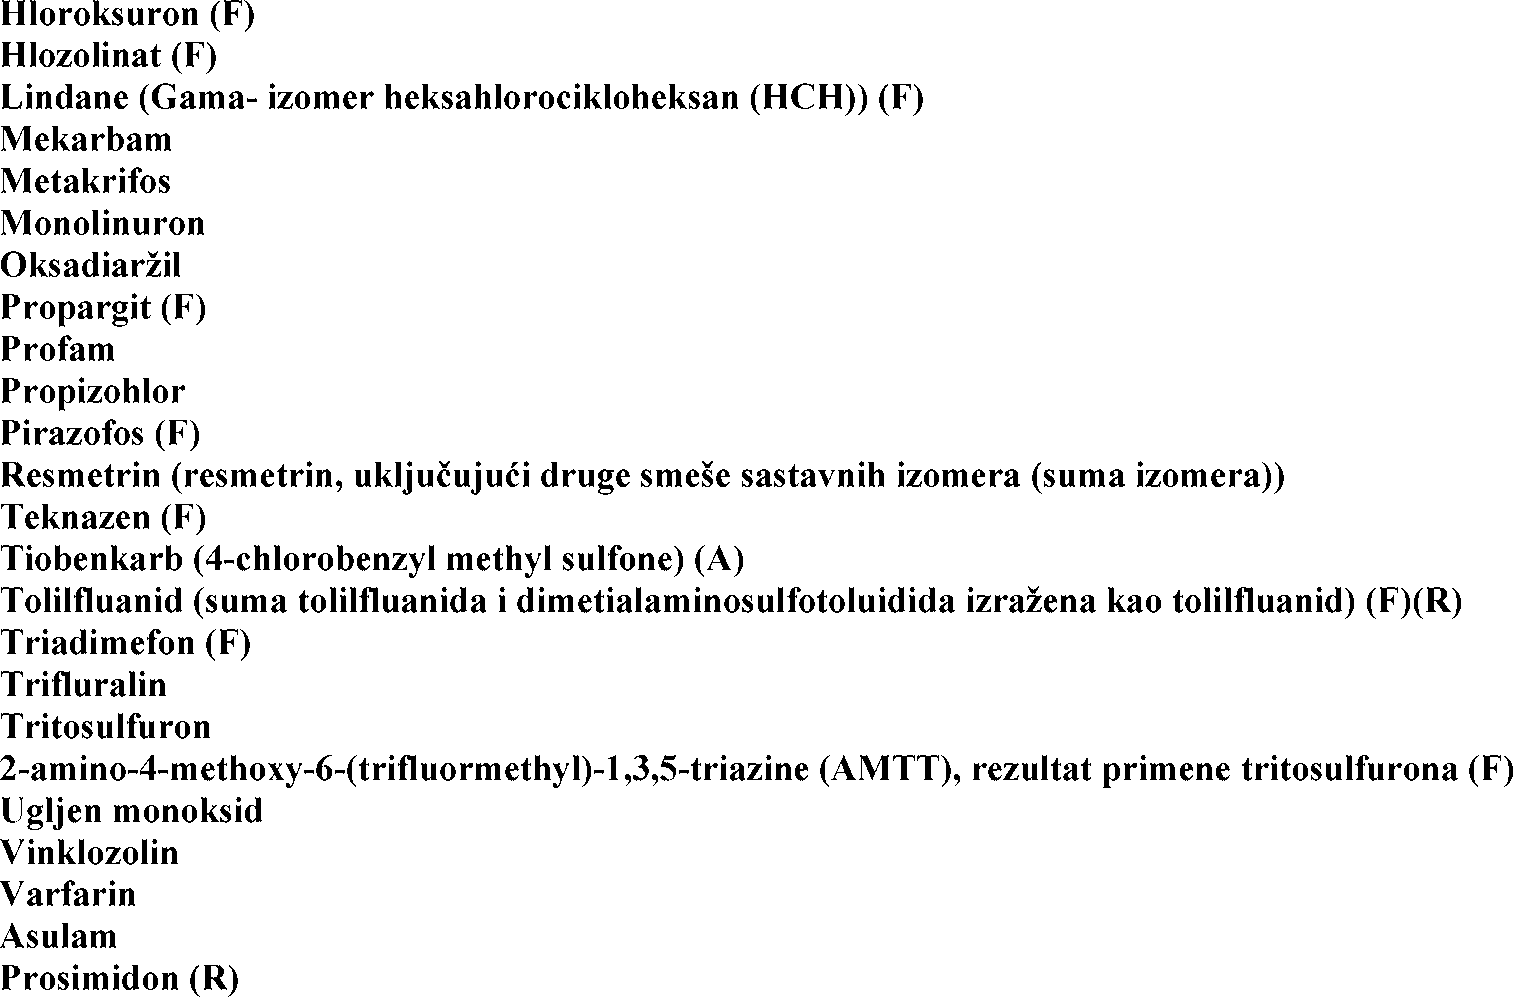 Hloroksuron (F)
Hlozolinat (F)
Lindane (Gama- izomer heksahlorocikloheksan (HCH)) (F)
Mekarbam
Metakrifos
Monolinuron
Oksadiaržil
Propargit (F)
Profam
Propizohlor
Pirazofos (F)
Resmetrin (resmetrin, uključujući druge smeše sastavnih izomera (suma izomera))
Teknazen (F)
Tiobenkarb (4-chlorobenzyl methyl sulfone) (A)
Tolilfluanid (suma tolilfluanida i dimetialaminosulfotoluidida izražena kao tolilfluanid) (F)(R)
Triadimefon (F)
Trifluralin
Tritosulfuron
2-amino-4-methoxy-6-(trifluormethyl)-1,3,5-triazine (AMTT), rezultat primene tritosulfurona (F)
Ugljen monoksid
Vinklozolin
Varfarin
Asulam
Prosimidon (R)